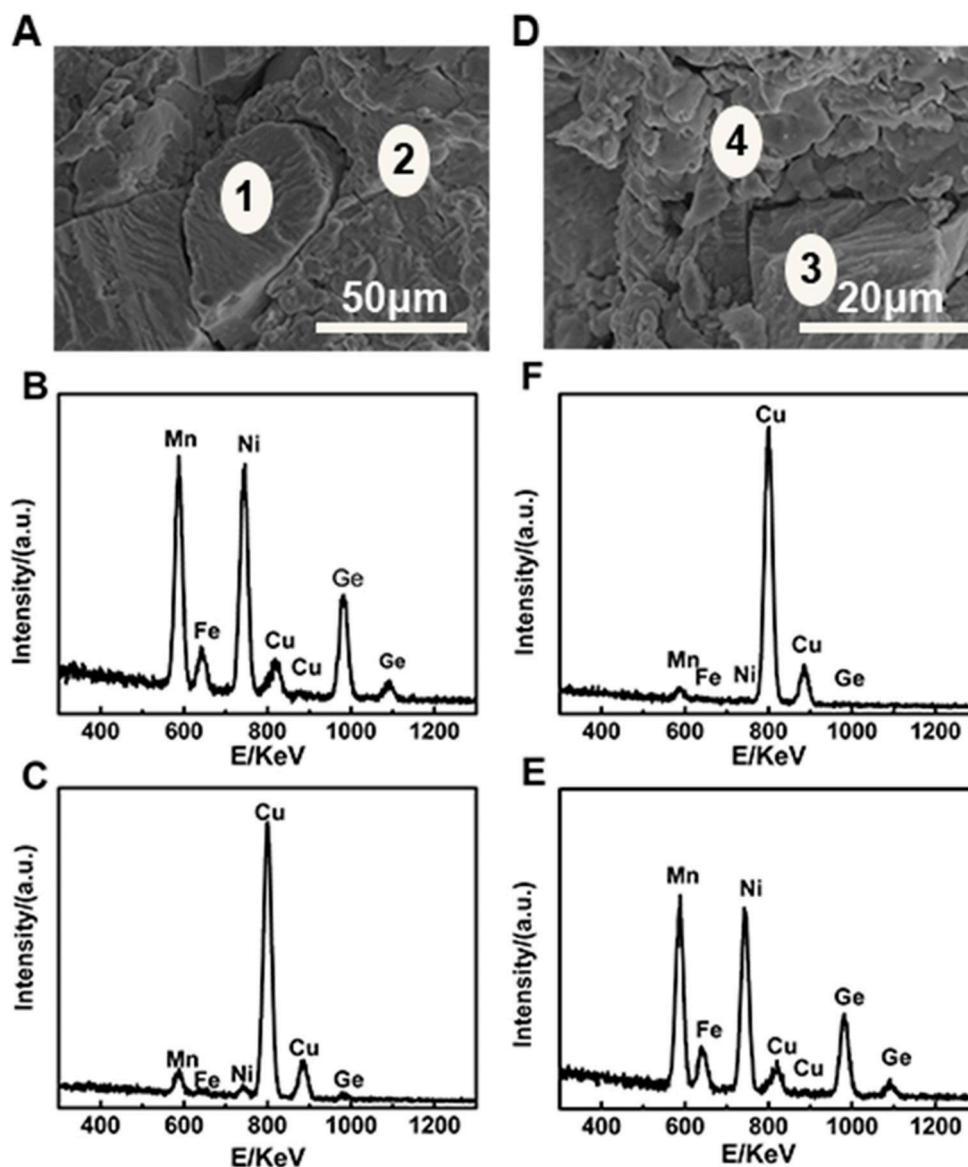 A
1
2
50μm
D
4
3
20μm
B
Intensity/(a.u.)
Mn
Fe
Ni
Cu
Cu
Ge
Ge
400 600 800 1000 1200
E/KeV
F
Intensity/(a.u.)
Mn
Fe
Ni
Cu
Cu
Ge
400 600 800 1000 1200
E/KeV
C
Intensity/(a.u.)
Mn
Fe
Ni
Cu
Cu
Ge
400 600 800 1000 1200
E/KeV
E
Intensity/(a.u.)
Mn
Fe
Ni
Cu
Cu
Ge
Ge
400 600 800 1000 1200
E/KeV